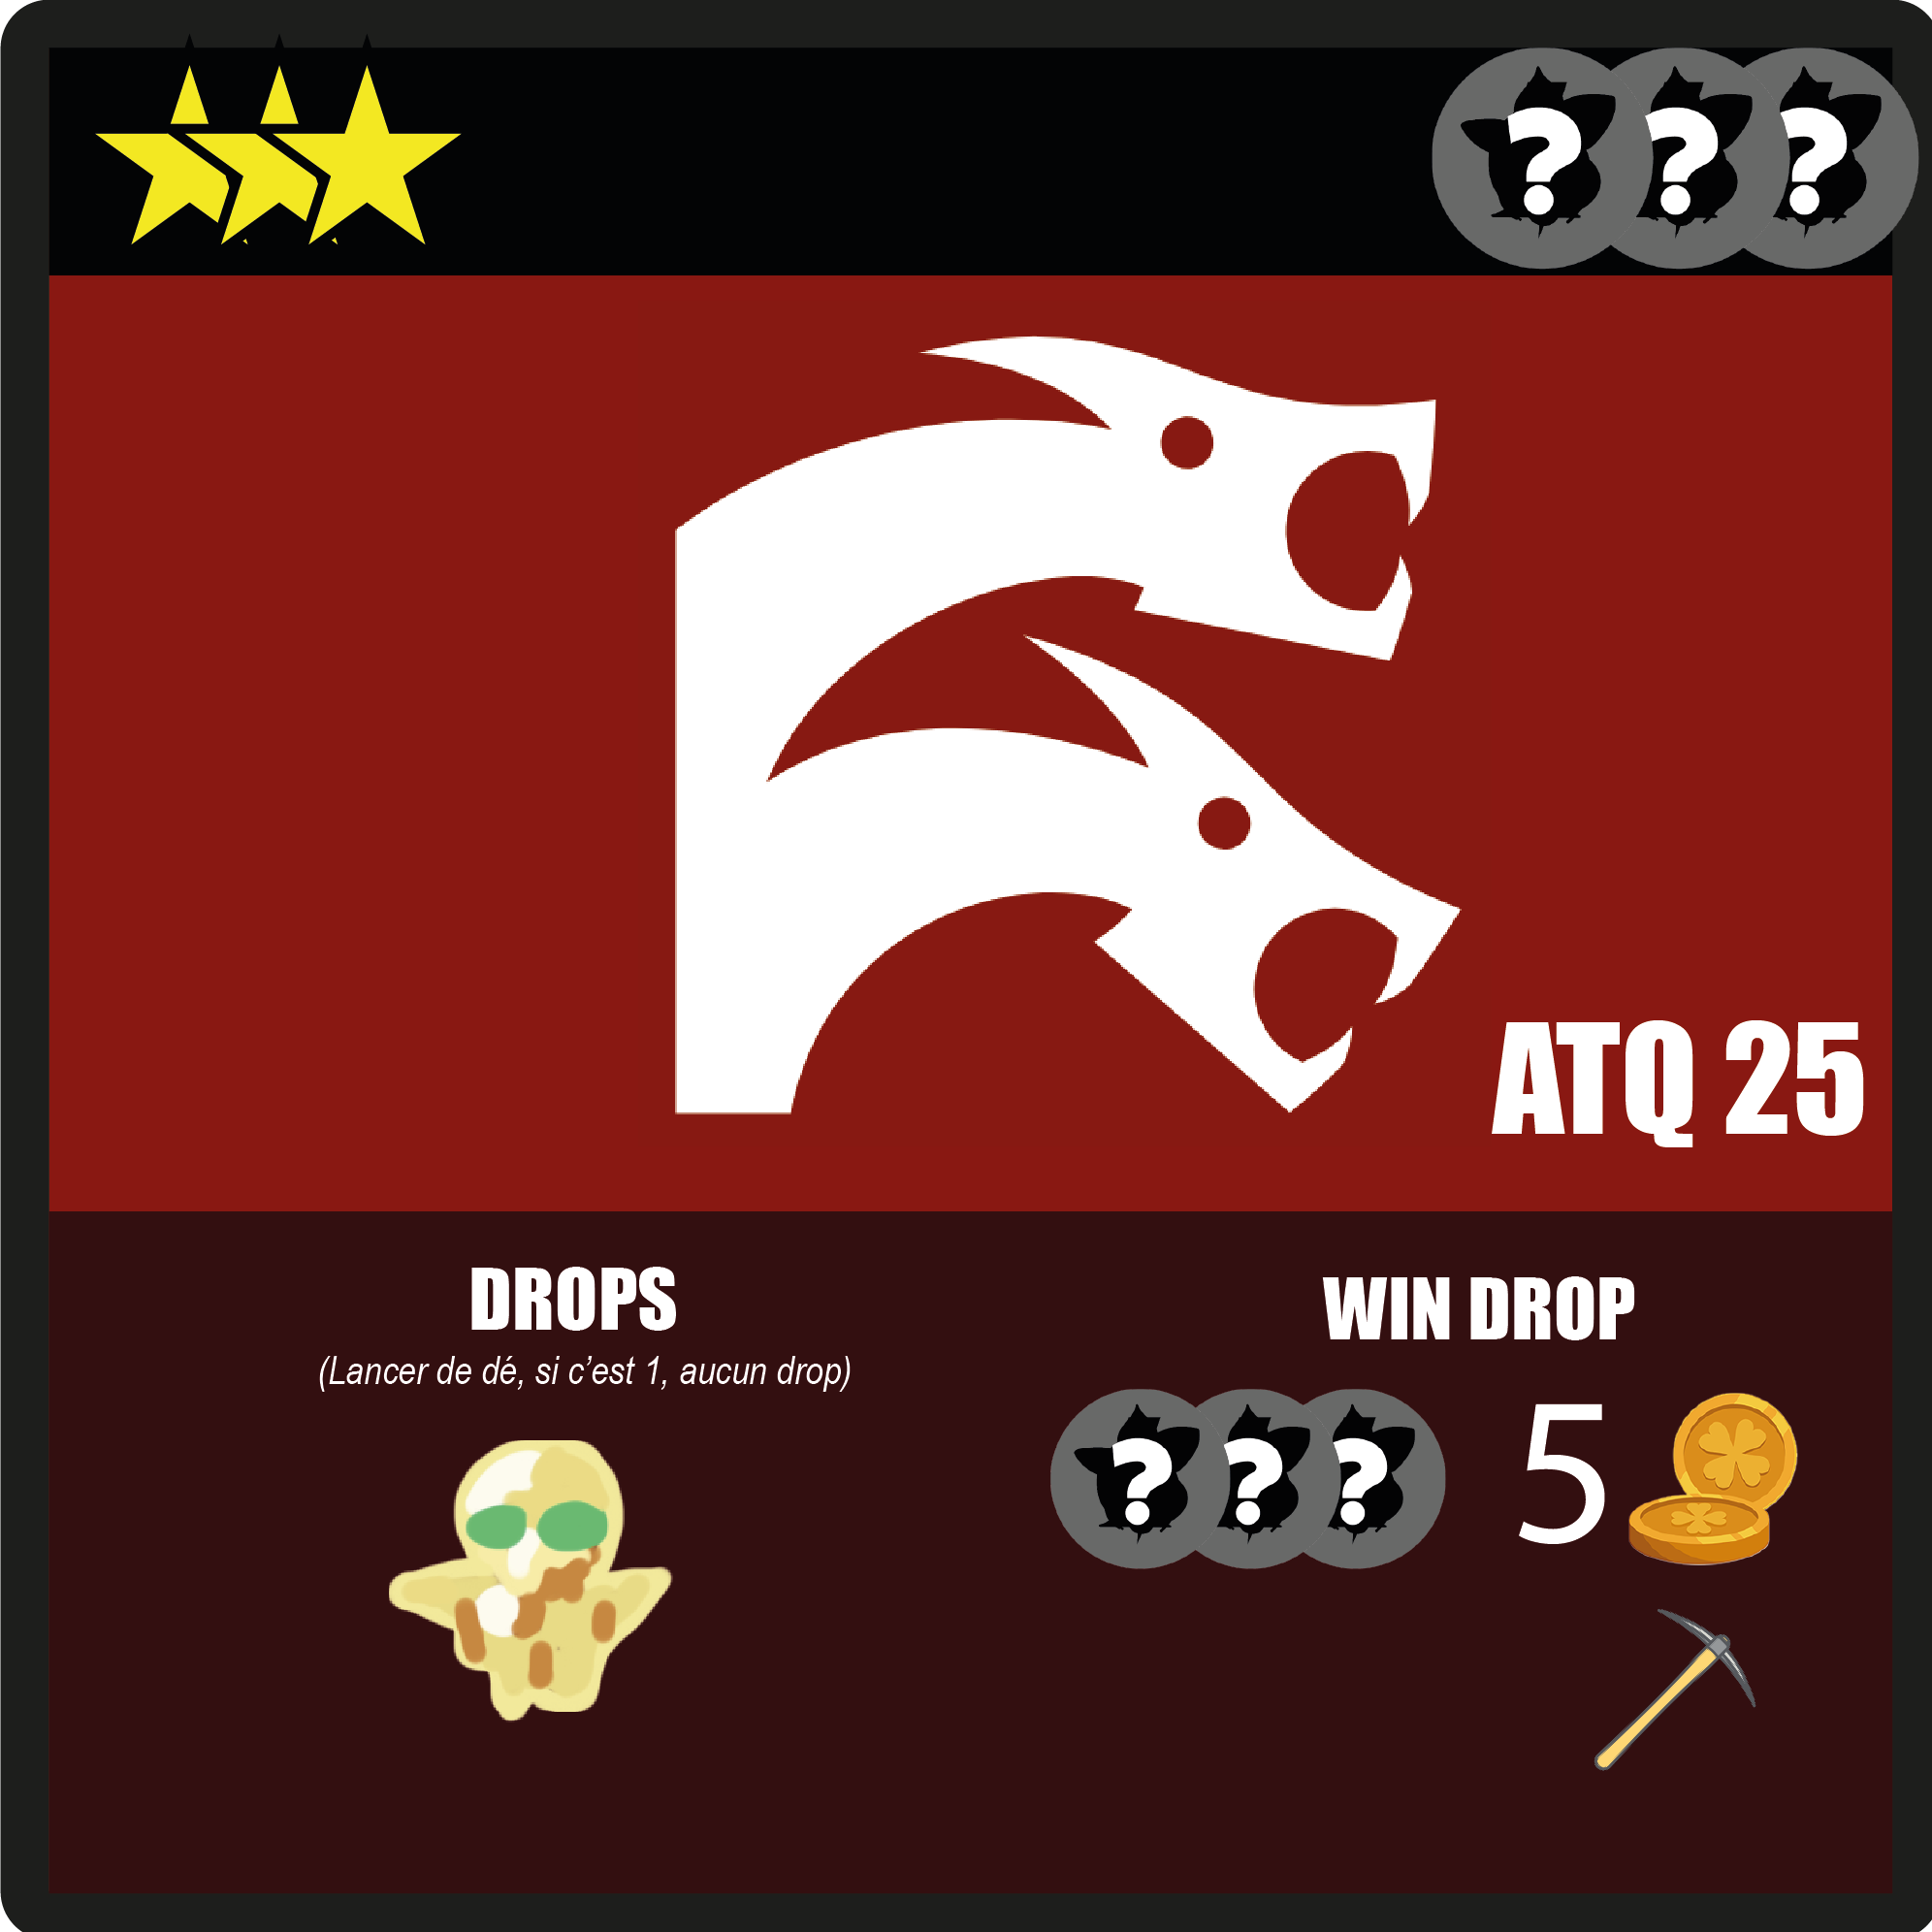 ? ? ?
ATQ 25
DROPS
(Lancer de dé, si c’est 1, aucun drop)
WIN DROP
? ? ? 5